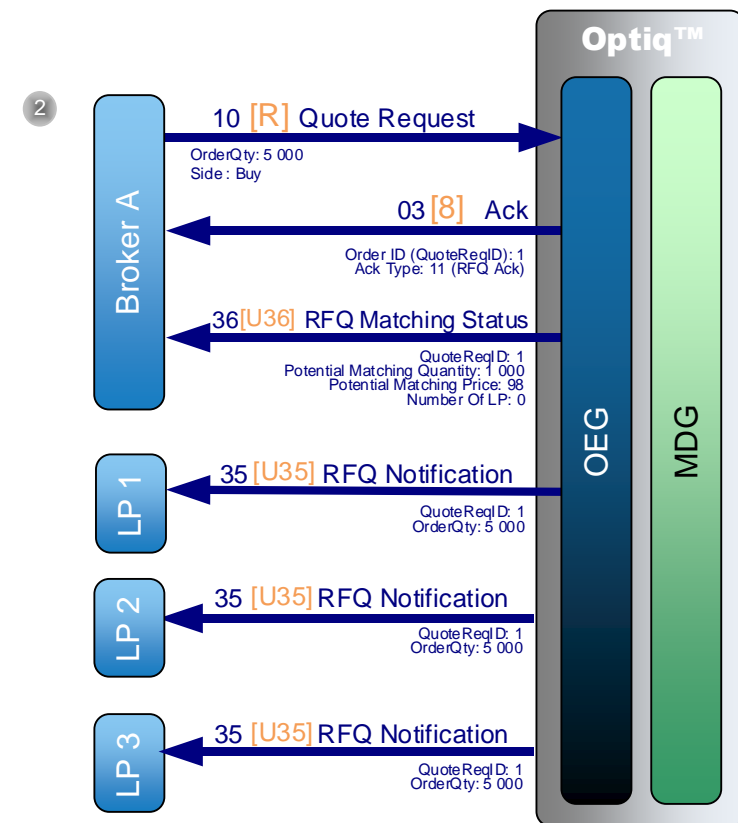 Optiq™
2
10 [R] Quote Request
OrderQty: 5 000
Side : Buy
Broker A
03 [8] Ack
Order ID (QuoteReqID): 1
Ack Type: 11 (RFQ Ack)
36 [U36] RFQ Matching Status
QuoteReqID: 1
Potential Matching Quantity: 1 000
Potential Matching Price: 98
Number Of LP: 0
OEG
MDG
LP 1
35 [U35] RFQ Notification
QuoteReqID: 1
OrderQty: 5 000
LP 2
35 [U35] RFQ Notification
QuoteReqID: 1
OrderQty: 5 000
LP 3
35 [U35] RFQ Notification
QuoteReqID: 1
OrderQty: 5 000